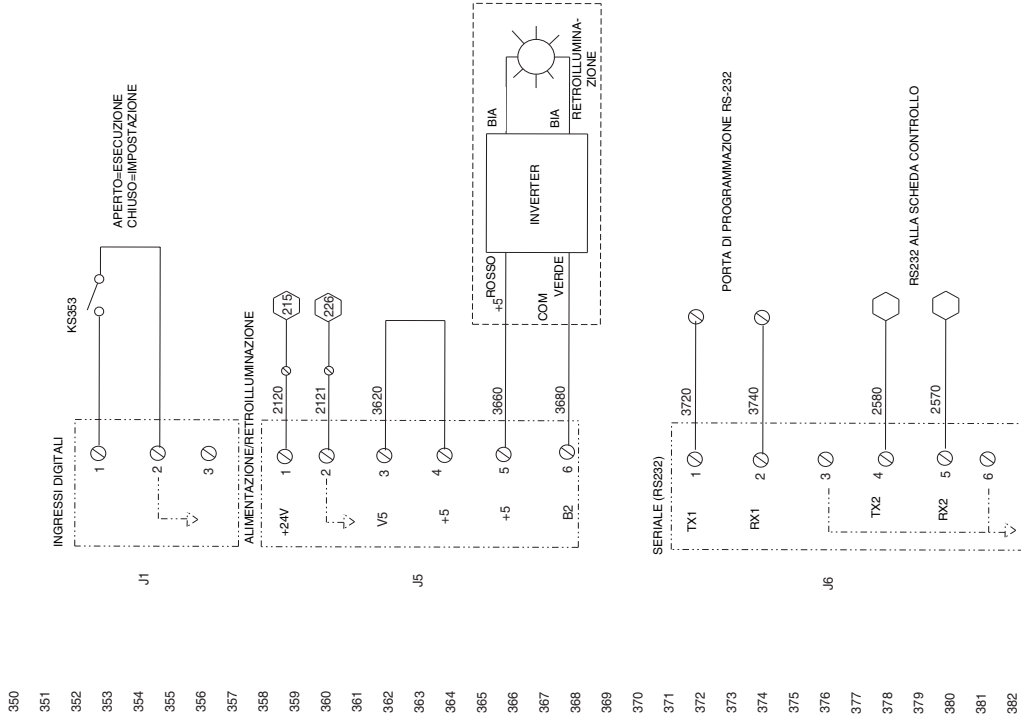 350
351
352
353
354
355
356
357
358
359
360
361
362
363
364
365
366
367
368
369
370
371
372
373
374
375
376
377
378
379
380
381
382
J1
INGRESSI DIGITALI
1
2
3
KS353
APERTO=ESECUZIONE
CHIUSO=IMPOSTAZIONE
J5
ALIMENTAZIONE/RETROILLUMINAZIONE
+24V
1
2120
215
2
2121
226
V5
3
3620
+5
4
+5
5
3660
+5
ROSSO
B2
6
3680
COM
VERDE
INVERTER
BIA
BIA
RETROILLUMINA-
ZIONE
J6
SERIALE (RS232)
TX1
1
3720
RX1
2
3740
PORTA DI PROGRAMMAZIONE RS-232
3
TX2
4
2580
RX2
5
2570
RS232 ALLA SCHEDA CONTROLLO
6